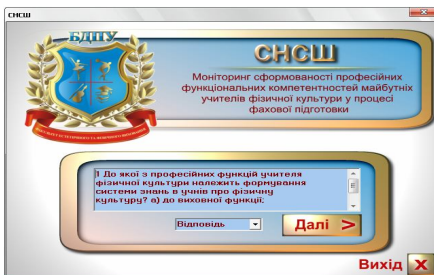 СНСШ
БДПУ
СНСШ
Моніторинг сформованості професійних
функціональних компетентностей майбутніх
учителів фізичної культури у процесі
фахової підготовки
1 До якої з професійних функцій учителя
фізичної культури належить формування
системи знань в учнів про фізичну
культуру? а) до виховної функції;
Відповідь
Далі >
Вихід X